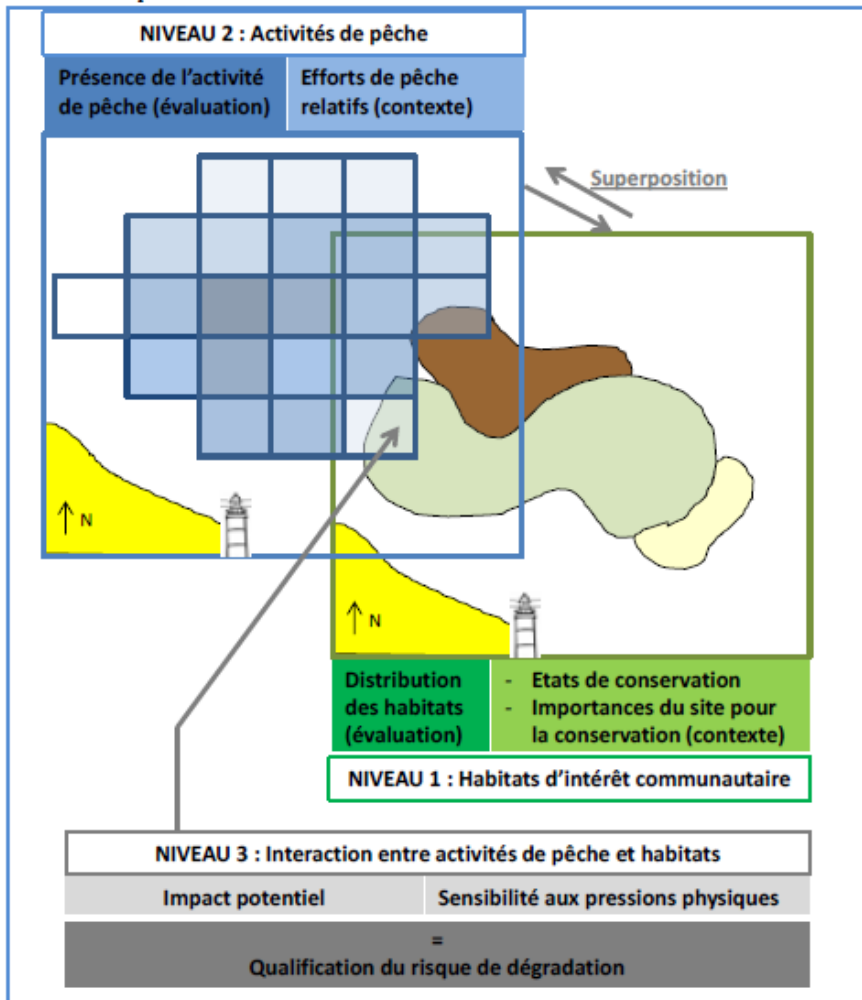 NIVEAU 2 : Activités de pêche
Présence de l'activité
de pêche (évaluation)
Efforts de pêche
relatifs (contexte)
Superposition
N
N
Distribution
des habitats
(évaluation)
- Etats de conservation
- Importances du site pour
la conservation (contexte)
NIVEAU 1 : Habitats d'intérêt communautaire
NIVEAU 3 : Interaction entre activités de pêche et habitats
Impact potentiel
Sensibilité aux pressions physiques
=
Qualification du risque de dégradation